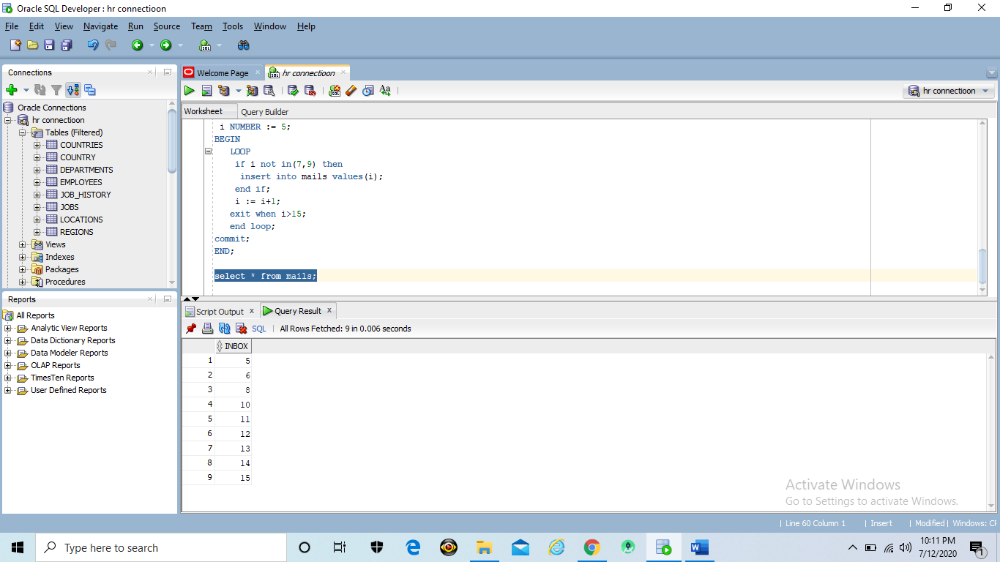 Oracle SQL Developer : hr connectioon
File Edit View Navigate Run Source Team Tools Window Help
Connections
Oracle Connections
hr connectioon
Tables (Filtered)
COUNTRIES
COUNTRY
DEPARTMENTS
EMPLOYEES
JOB_HISTORY
JOBS
LOCATIONS
REGIONS
Views
Indexes
Packages
Procedures
Reports
All Reports
Analytic View Reports
Data Dictionary Reports
Data Modeler Reports
OLAP Reports
TimesTen Reports
User Defined Reports
Welcome Page hr connectioon
hr connectioon
Worksheet Query Builder
i NUMBER := 5;
BEGIN
LOOP
if i not in(7,9) then
insert into mails values(i);
end if;
i := i+1;
exit when i>15;
end loop;
commit;
END;
select * from mails;
Script Output x Query Result x
SQL | All Rows Fetched: 9 in 0.006 seconds
INBOX
1 5
2 6
3 8
4 10
5 11
6 12
7 13
8 14
9 15
Activate Windows
Go to Settings to activate Windows.
| Line 60 Column 1 | Insert | Modified | Windows: CF
Type here to search
10:11 PM
7/12/2020
1